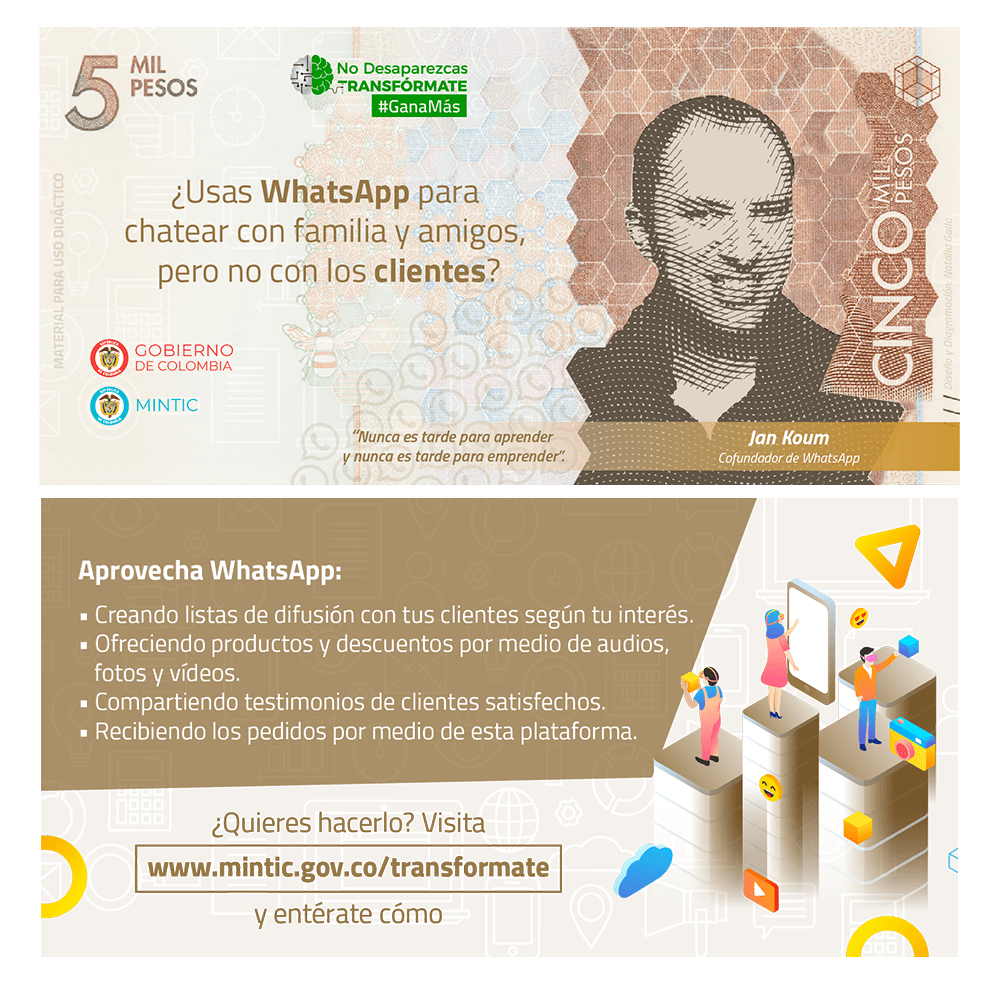 5 MIL
PESOS
No Desaparezcas
TRANSFÓRMATE
#GanaMás
¿Usas WhatsApp para
chatear con familia y amigos,
pero no con los clientes?
MATERIAL PARA USO DIDÁCTICO
GOBIERNO
DE COLOMBIA
MINTIC
“Nunca es tarde para aprender
y nunca es tarde para emprender”.
Jan Koum
Cofundador de WhatsApp
CINCO MIL
PESOS
Diseño y Diagramación Natalia Galio
Aprovecha WhatsApp:
▪ Creando listas de difusión con tus clientes según tu interés.
▪ Ofreciendo productos y descuentos por medio de audios,
fotos y vídeos.
▪ Compartiendo testimonios de clientes satisfechos.
▪ Recibiendo los pedidos por medio de esta plataforma.
¿Quieres hacerlo? Visita
www.mintic.gov.co/transformate
y entérate cómo